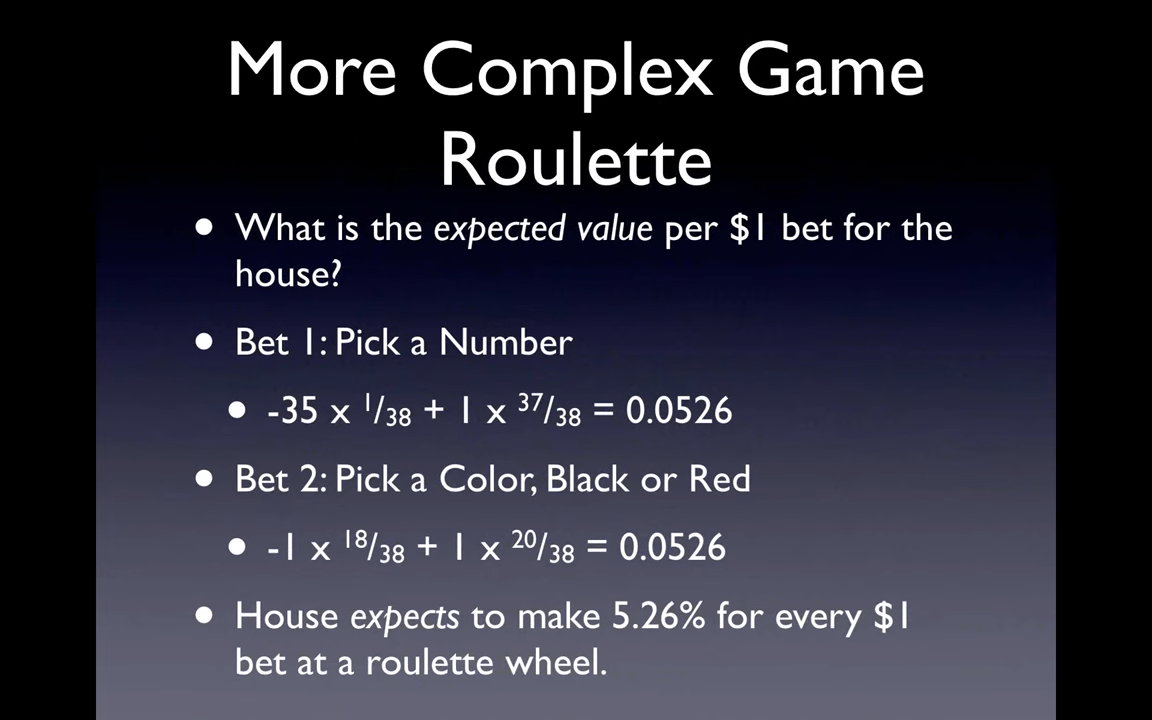 More Complex Game
Roulette
• What is the expected value per $1 bet for the
house?
• Bet 1: Pick a Number
• -35 x 1/38 + 1 x 37/38 = 0.0526
• Bet 2: Pick a Color, Black or Red
• -1 x 18/38 + 1 x 20/38 = 0.0526
• House expects to make 5.26% for every $1
bet at a roulette wheel.